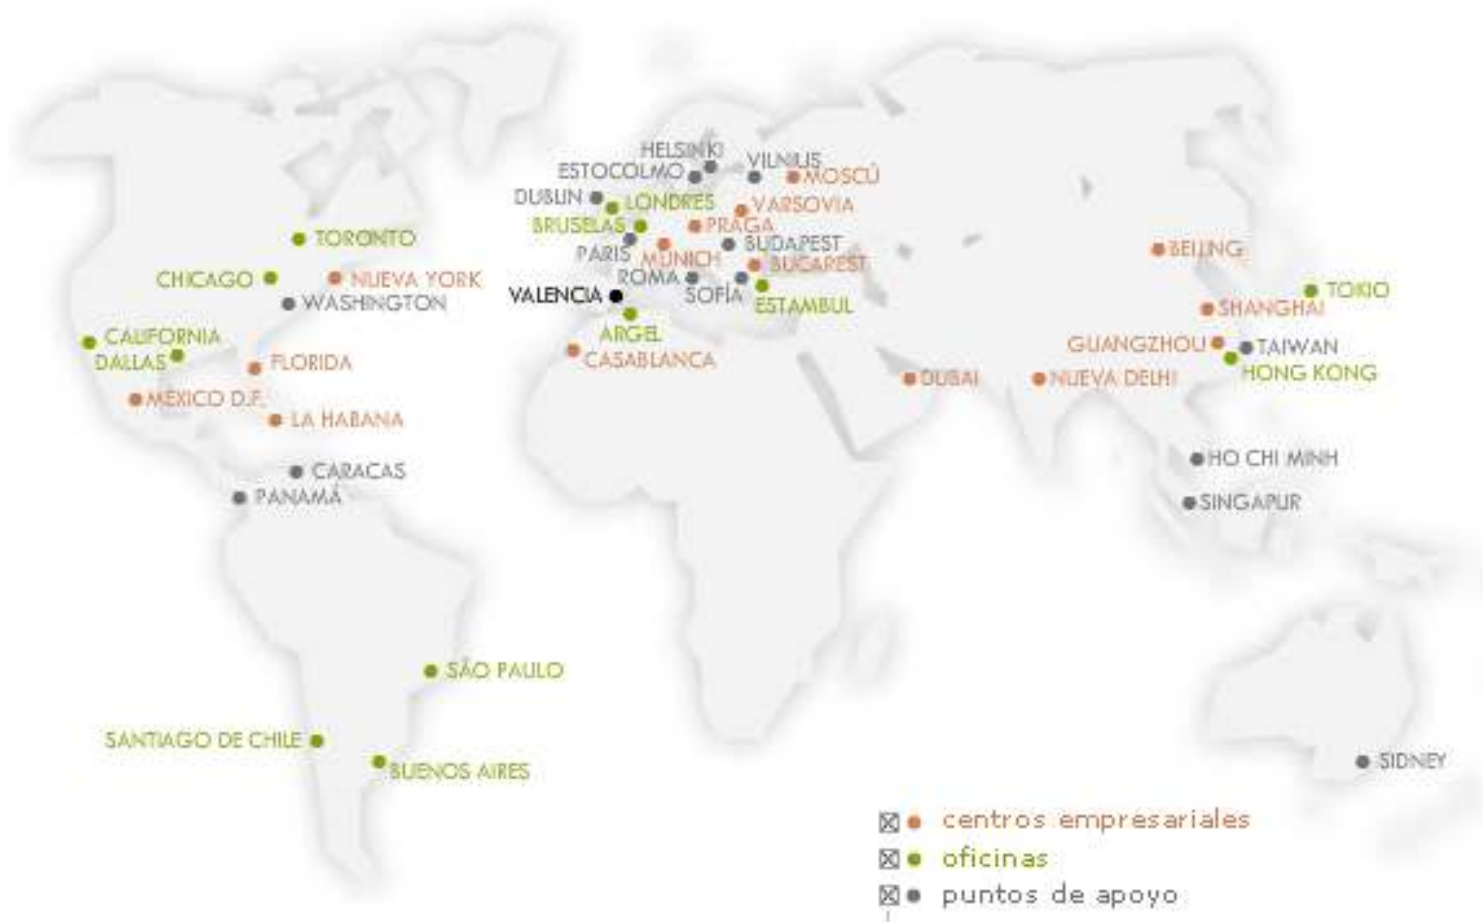 HELSINKI
VILNIUS
ESTOCOLMO
MOSCÚ
DUBLIN
LONDRES
VARSOVIA
BRUSELAS
PRAGA
TORONTO
PARIS
MUNICH
BUDAPEST
BEIJING
CHICAGO
NUEVA YORK
ROMA
BUCAREST
TOKIO
WASHINGTON
VALENCIA
SOFÍA
ESTAMBUL
SHANGHAI
CALIFORNIA
ARGEL
GUANGZHOU
TAIWAN
DALLAS
FLORIDA
CASABLANCA
DUBAI
NUEVA DELHI
HONG KONG
MÉXICO D.F.
LA HABANA
CARACAS
HO CHI MINH
PANAMÁ
SINGAPUR
SÃO PAULO
SANTIAGO DE CHILE
BUENOS AIRES
SIDNEY
centros empresariales
oficinas
puntos de apoyo